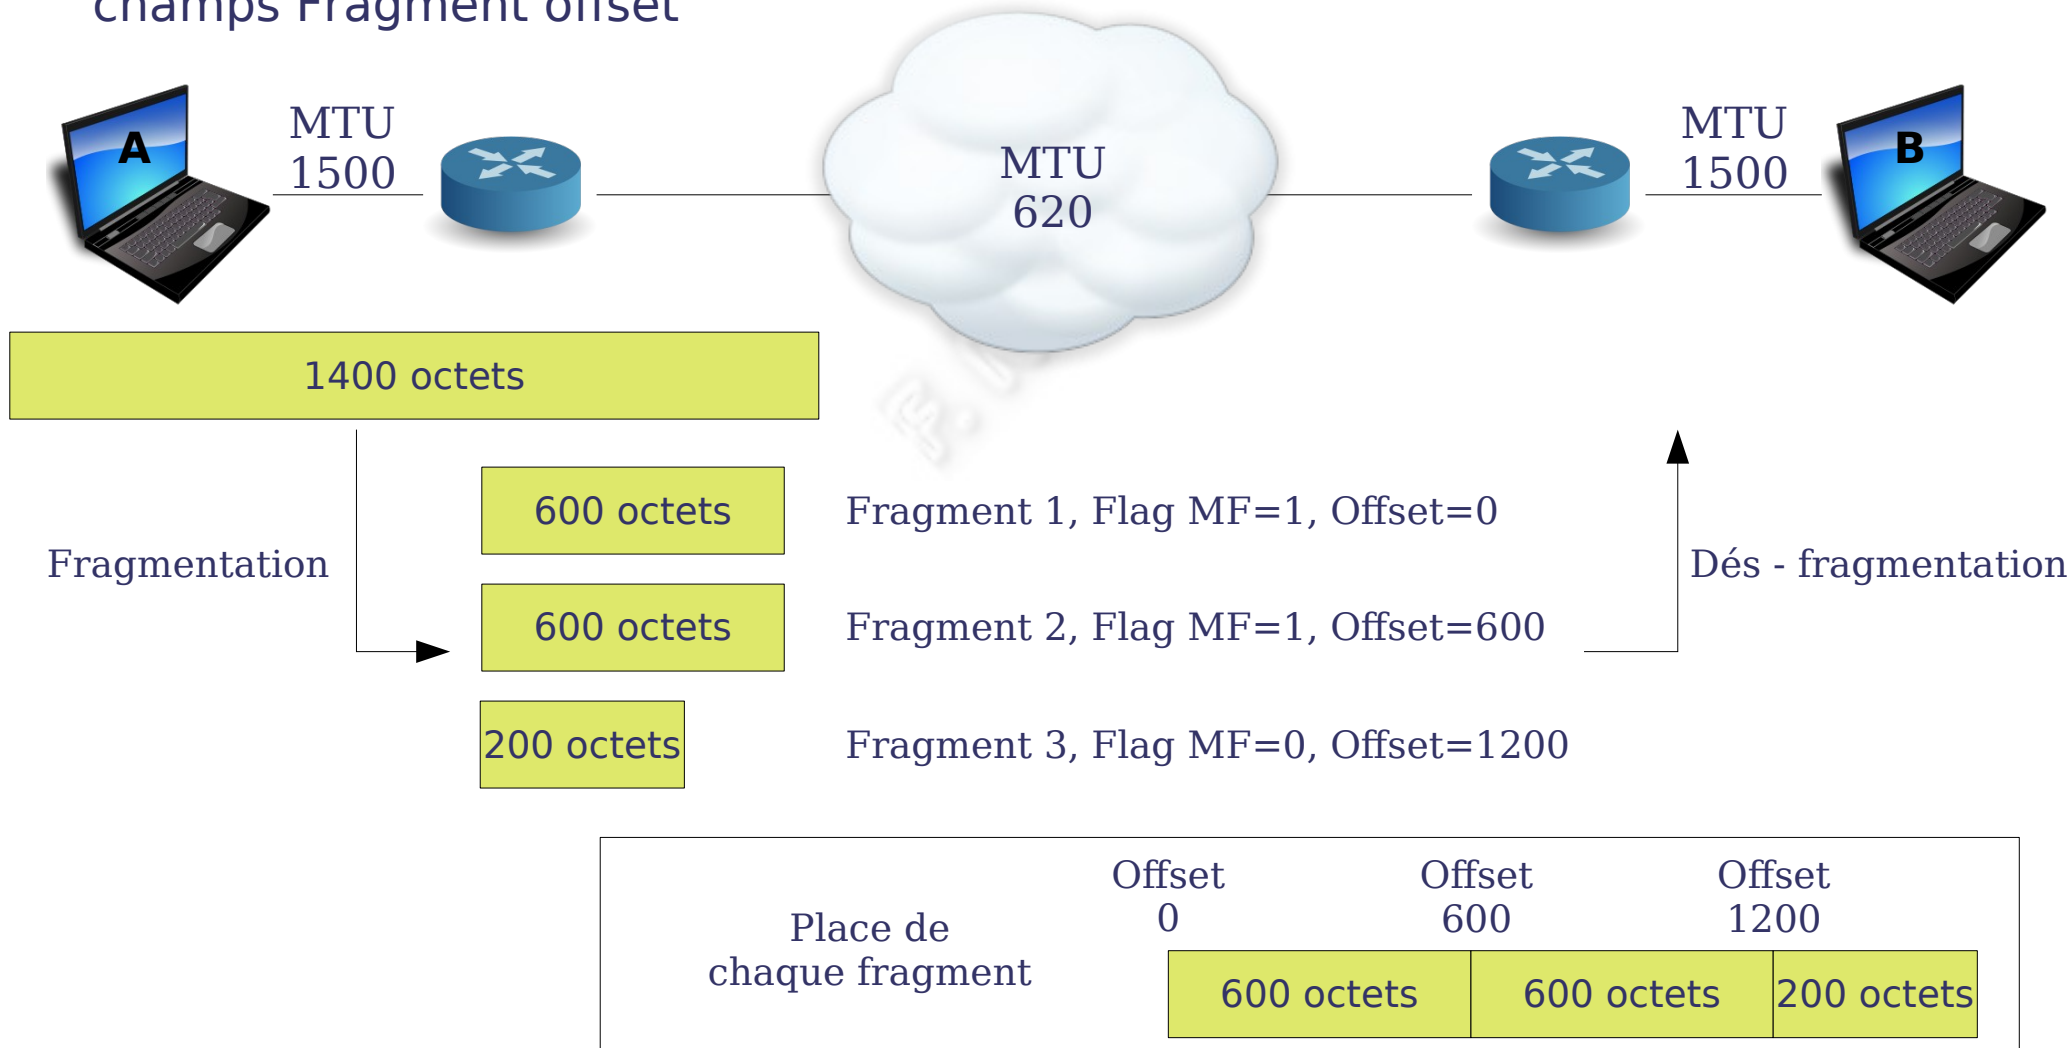 champs Fragment offset
A
MTU
1500
MTU
620
MTU
1500
B
1400 octets
600 octets
Fragment 1, Flag MF=1, Offset=0
Fragmentation
Dés - fragmentation
600 octets
Fragment 2, Flag MF=1, Offset=600
200 octets
Fragment 3, Flag MF=0, Offset=1200
Place de
chaque fragment
Offset
0
Offset
600
Offset
1200
600 octets
600 octets
200 octets